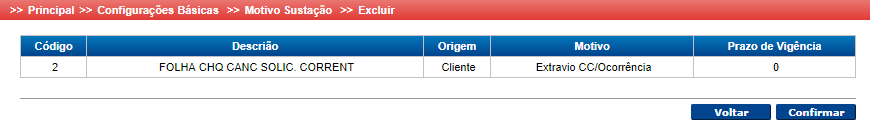 >> Principal >> Configurações Básicas >> Motivo Sustação >> Excluir
Código Descrião Origem Motivo Prazo de Vigência
2 FOLHA CHQ CANC SOLIC. CORRENT Cliente Extravio CC/Ocorrência 0
Voltar Confirmar